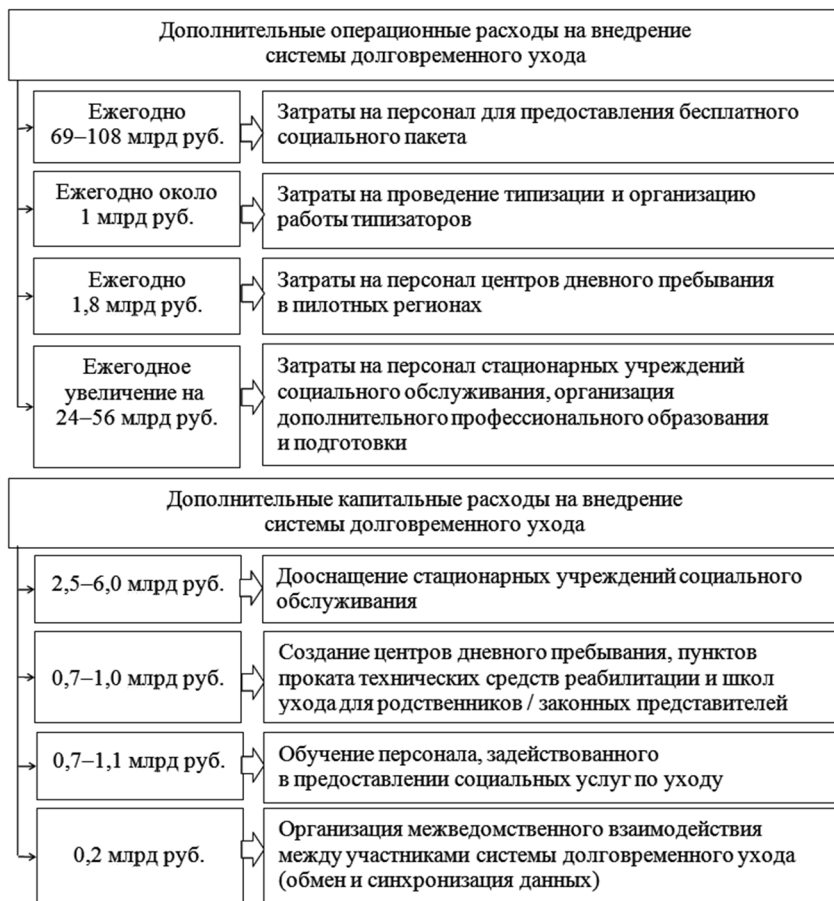 Дополнительные операционные расходы на внедрение
системы долговременного ухода
Ежегодно
69–108 млрд руб.
Затраты на персонал для предоставления бесплатного
социального пакета
Ежегодно около
1 млрд руб.
Затраты на проведение типизации и организацию
работы типизаторов
Ежегодно
1,8 млрд руб.
Затраты на персонал центров дневного пребывания
в пилотных регионах
Ежегодное
увеличение на
24–56 млрд руб.
Затраты на персонал стационарных учреждений
социального обслуживания, организация
дополнительного профессионального образования
и подготовки
Дополнительные капитальные расходы на внедрение
системы долговременного ухода
2,5–6,0 млрд руб.
Дооснащение стационарных учреждений социального
обслуживания
0,7–1,0 млрд руб.
Создание центров дневного пребывания, пунктов
проката технических средств реабилитации и школ
ухода для родственников / законных представителей
0,7–1,1 млрд руб.
Обучение персонала, задействованного
в предоставлении социальных услуг по уходу
0,2 млрд руб.
Организация межведомственного взаимодействия
между участниками системы долговременного ухода
(обмен и синхронизация данных)